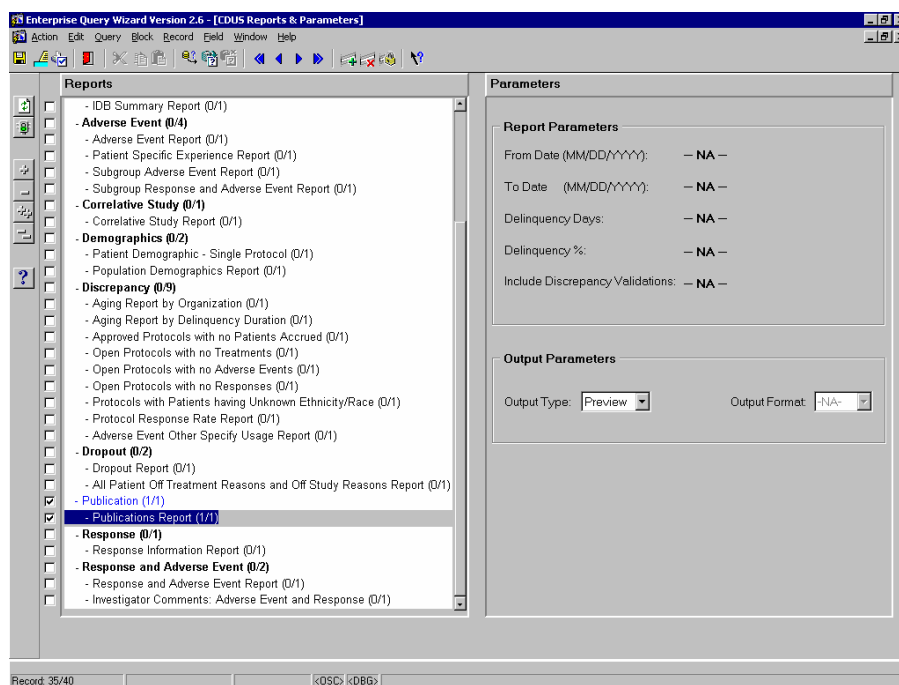 Enterprise Query Wizard Version 2.6 - [CDUS Reports & Parameters]
Action Edit Query Block Record Field Window Help
Reports
- IDB Summary Report (0/1)
- Adverse Event (0/4)
- Adverse Event Report (0/1)
- Patient Specific Experience Report (0/1)
- Subgroup Adverse Event Report (0/1)
- Subgroup Response and Adverse Event Report (0/1)
- Correlative Study (0/1)
- Correlative Study Report (0/1)
- Demographics (0/2)
- Patient Demographic - Single Protocol (0/1)
- Population Demographics Report (0/1)
- Discrepancy (0/9)
- Aging Report by Organization (0/1)
- Aging Report by Delinquency Duration (0/1)
- Approved Protocols with no Patients Accrued (0/1)
- Open Protocols with no Treatments (0/1)
- Open Protocols with no Adverse Events (0/1)
- Open Protocols with no Responses (0/1)
- Protocols with Patients having Unknown Ethnicity/Race (0/1)
- Protocol Response Rate Report (0/1)
- Adverse Event Other Specify Usage Report (0/1)
- Dropout (0/2)
- Dropout Report (0/1)
- All Patient Off Treatment Reasons and Off Study Reasons Report (0/1)
- Publication (1/1)
- Publications Report (1/1)
- Response (0/1)
- Response Information Report (0/1)
- Response and Adverse Event (0/2)
- Response and Adverse Event Report (0/1)
- Investigator Comments: Adverse Event and Response (0/1)
Parameters
Report Parameters
From Date (MM/DD/YYYY): – NA –
To Date (MM/DD/YYYY): – NA –
Delinquency Days: – NA –
Delinquency %: – NA –
Include Discrepancy Validations: – NA –
Output Parameters
Output Type: Preview Output Format: -NA-
Record: 35/40 <OSC> <DBG>